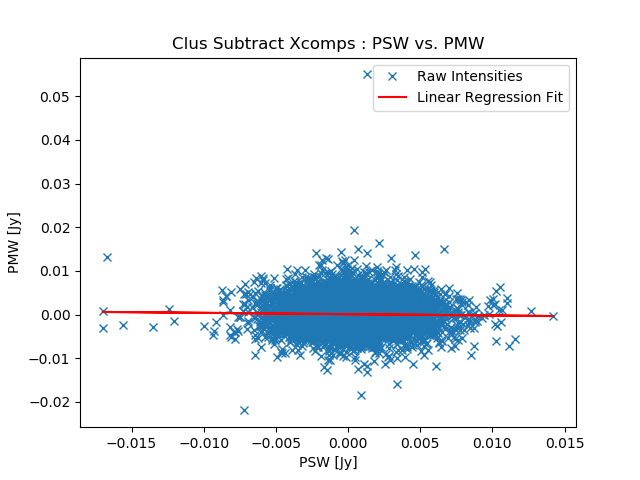 Clus Subtract Xcomps : PSW vs. PMW
Raw Intensities
Linear Regression Fit
0.05
0.04
0.03
0.02
0.01
0.00
−0.01
−0.02
PMW [Jy]
−0.015 −0.010 −0.005 0.000 0.005 0.010 0.015
PSW [Jy]